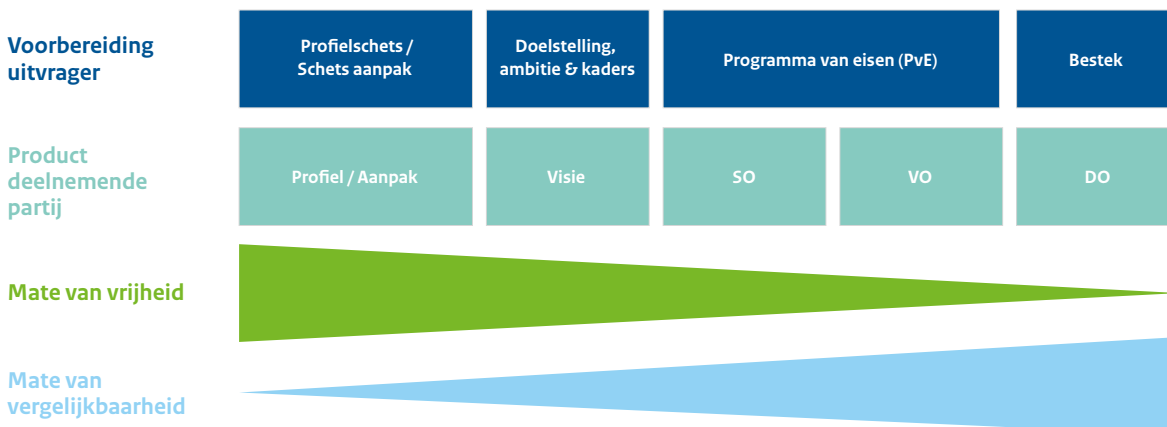 Voorbereiding
uitvrager
Profielschets /
Schets aanpak
Doelstelling,
ambitie & kaders
Programma van eisen (PvE)
Bestek
Product
deelnemende
partij
Profiel / Aanpak
Visie
SO
VO
DO
Mate van vrijheid
Mate van
vergelijkbaarheid